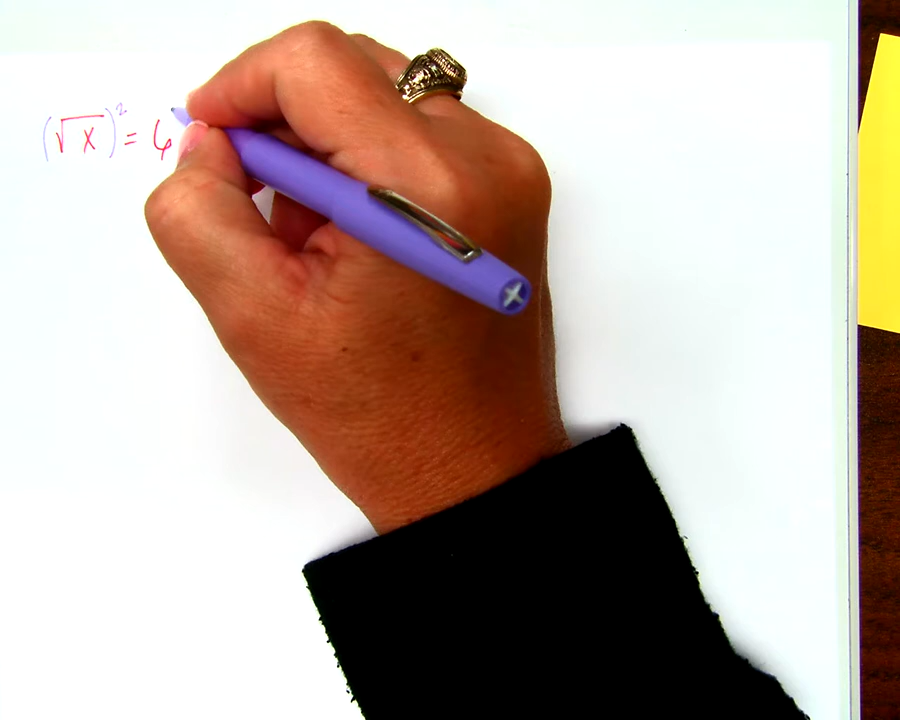 (√x)² = 6